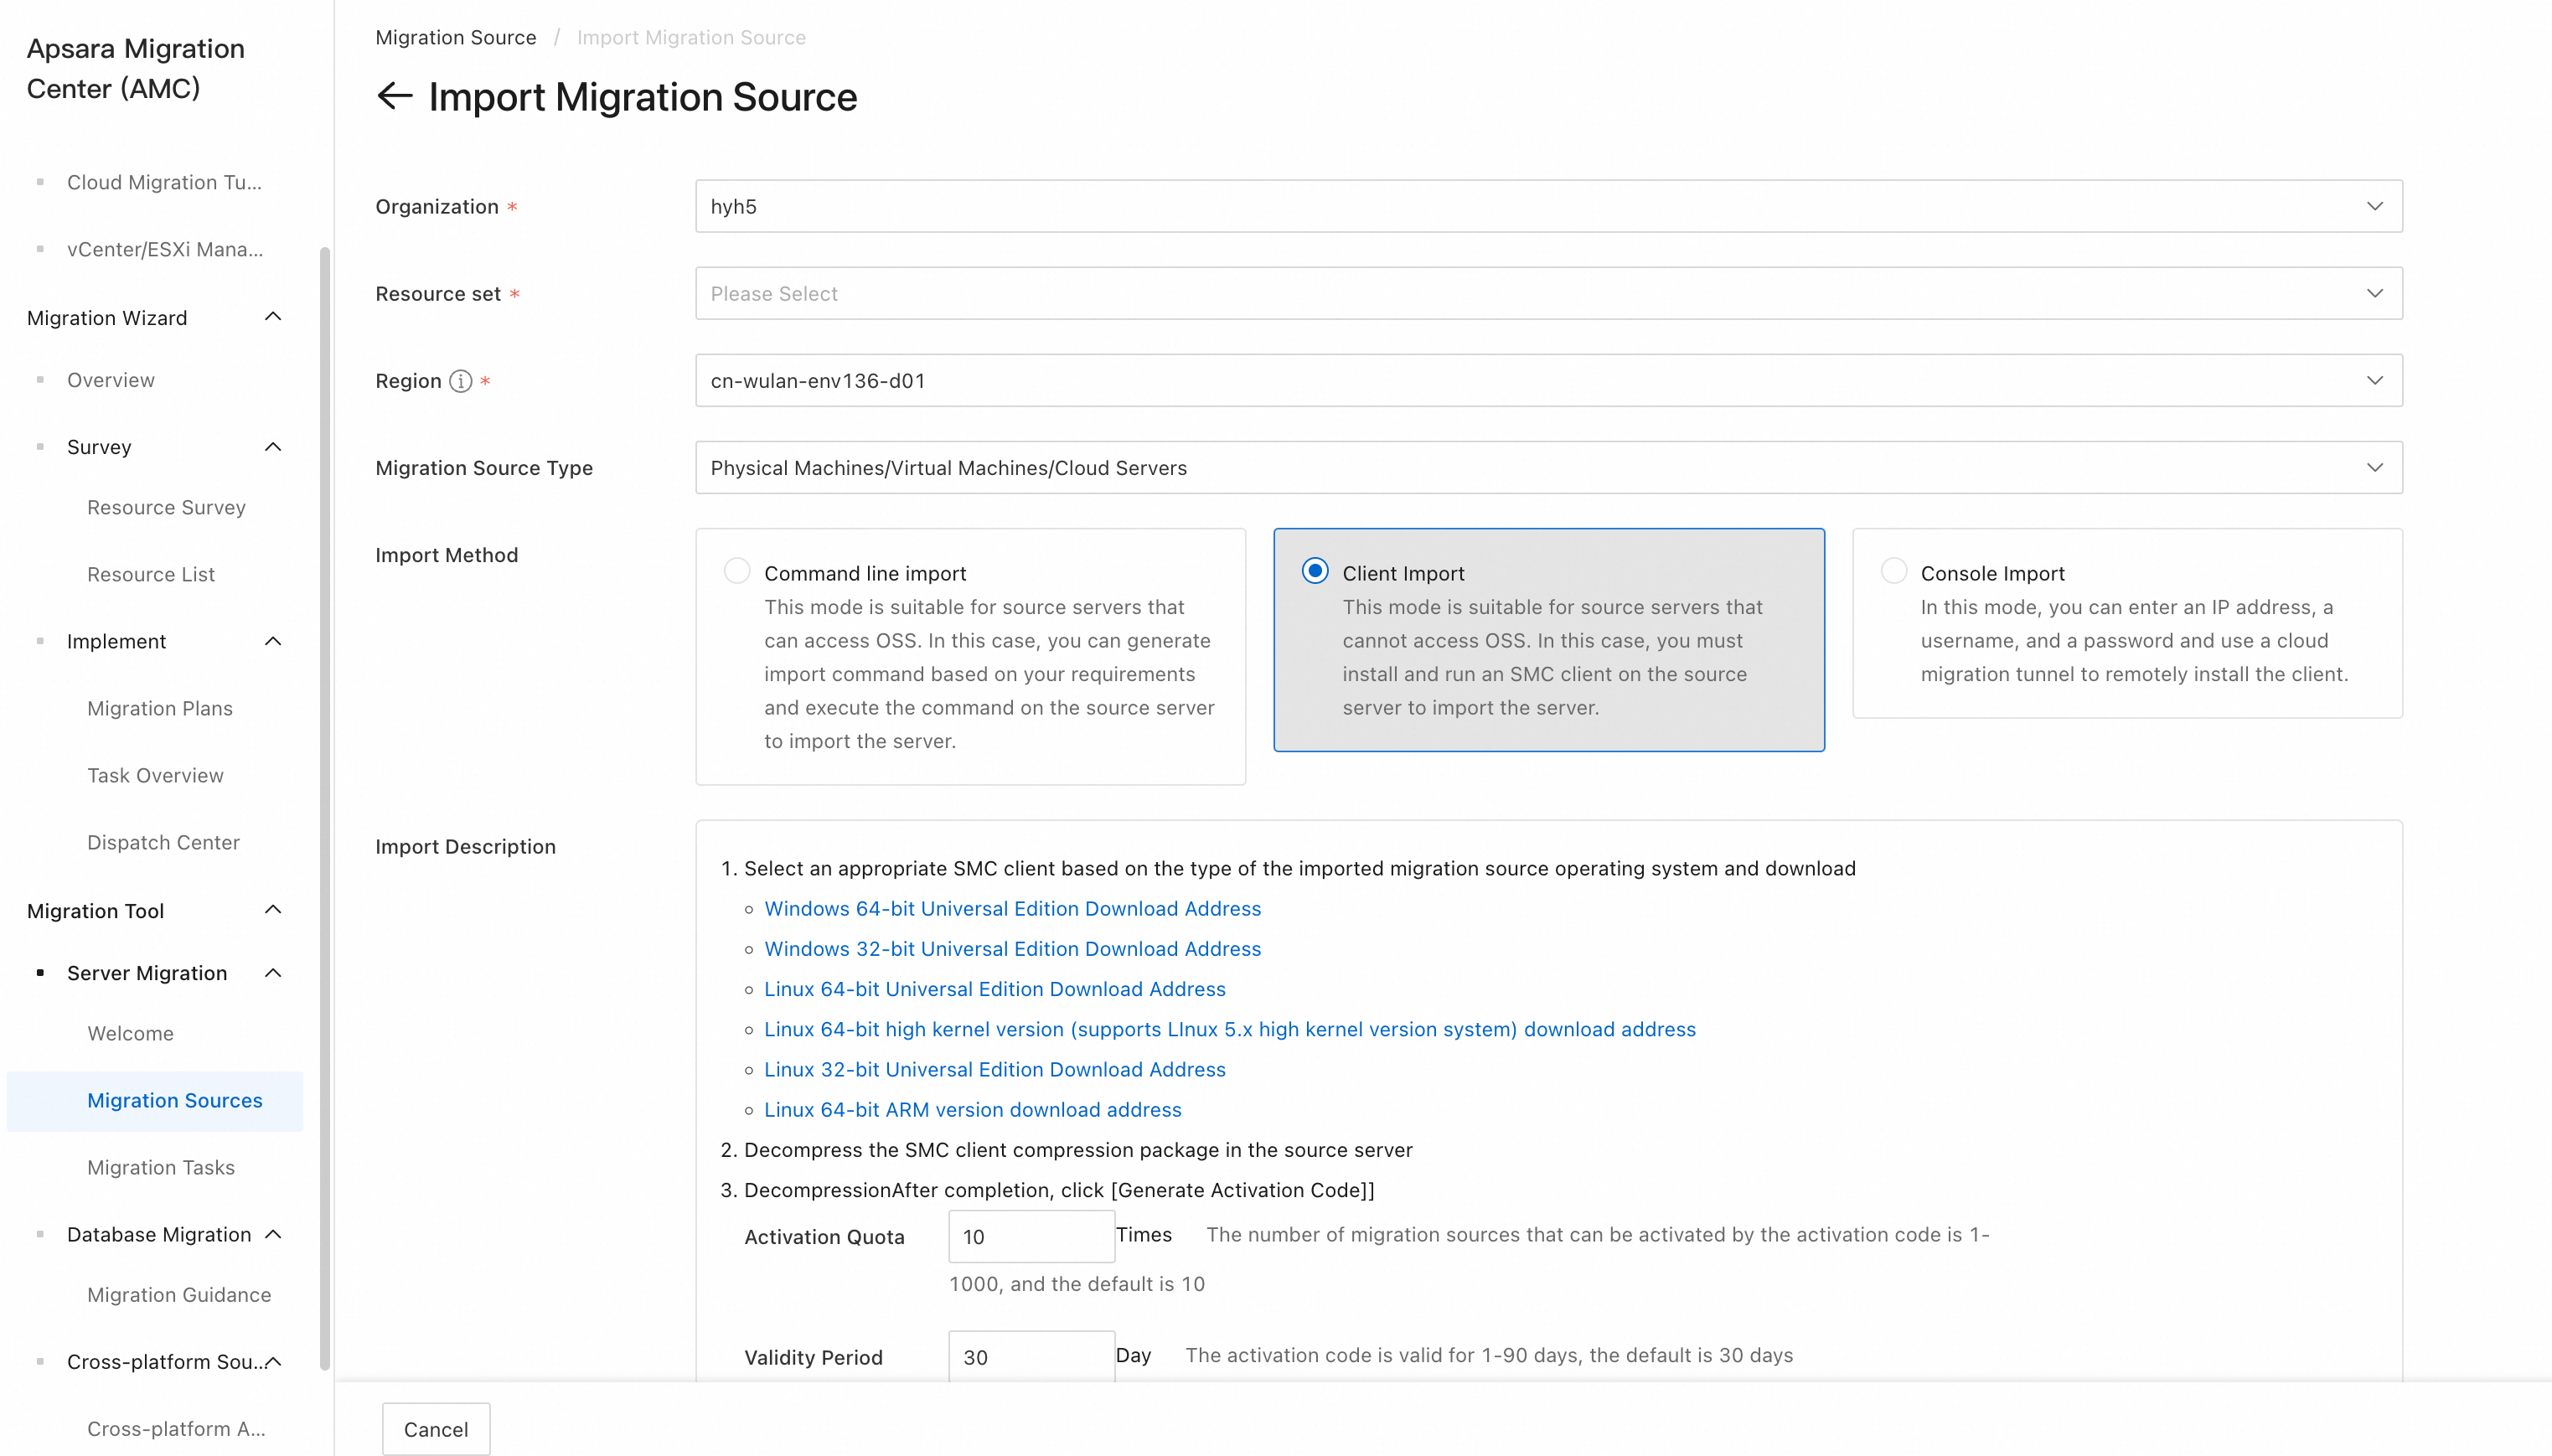 Apsara Migration
Center (AMC)
Cloud Migration Tu...
vCenter/ESXi Mana...
Migration Wizard
Overview
Survey
Resource Survey
Resource List
Implement
Migration Plans
Task Overview
Dispatch Center
Migration Tool
Server Migration
Welcome
Migration Sources
Migration Tasks
Database Migration
Migration Guidance
Cross-platform Sou...
Cross-platform A...
Migration Source / Import Migration Source
Import Migration Source
Organization *
hyh5
Resource set *
Please Select
Region *
cn-wulan-env136-d01
Migration Source Type
Physical Machines/Virtual Machines/Cloud Servers
Import Method
Command line import
This mode is suitable for source servers that
can access OSS. In this case, you can generate
import command based on your requirements
and execute the command on the source server
to import the server.
Client Import
This mode is suitable for source servers that
cannot access OSS. In this case, you must
install and run an SMC client on the source
server to import the server.
Console Import
In this mode, you can enter an IP address, a
username, and a password and use a cloud
migration tunnel to remotely install the client.
Import Description
1. Select an appropriate SMC client based on the type of the imported migration source operating system and download
Windows 64-bit Universal Edition Download Address
Windows 32-bit Universal Edition Download Address
Linux 64-bit Universal Edition Download Address
Linux 64-bit high kernel version (supports LInux 5.x high kernel version system) download address
Linux 32-bit Universal Edition Download Address
Linux 64-bit ARM version download address
2. Decompress the SMC client compression package in the source server
3. DecompressionAfter completion, click [Generate Activation Code]]
Activation Quota 10 Times The number of migration sources that can be activated by the activation code is 1-
1000, and the default is 10
Validity Period 30 Day The activation code is valid for 1-90 days, the default is 30 days
Cancel